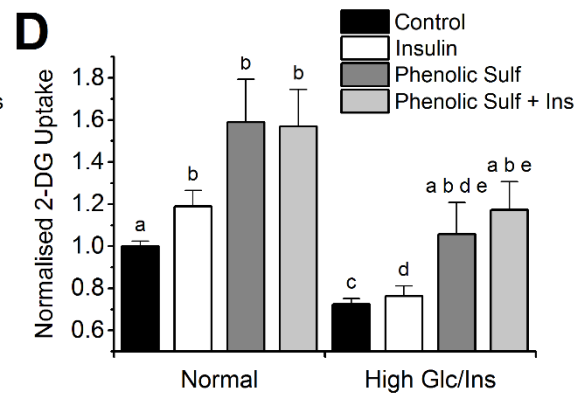 D
s
Control
Insulin
Phenolic Sulf
Phenolic Sulf + Ins
Normalised 2-DG Uptake
1.8
1.6
1.4
1.2
1.0
0.8
0.6
a
b
b
b
c
d
a b d e
a b e
Normal
High Glc/Ins